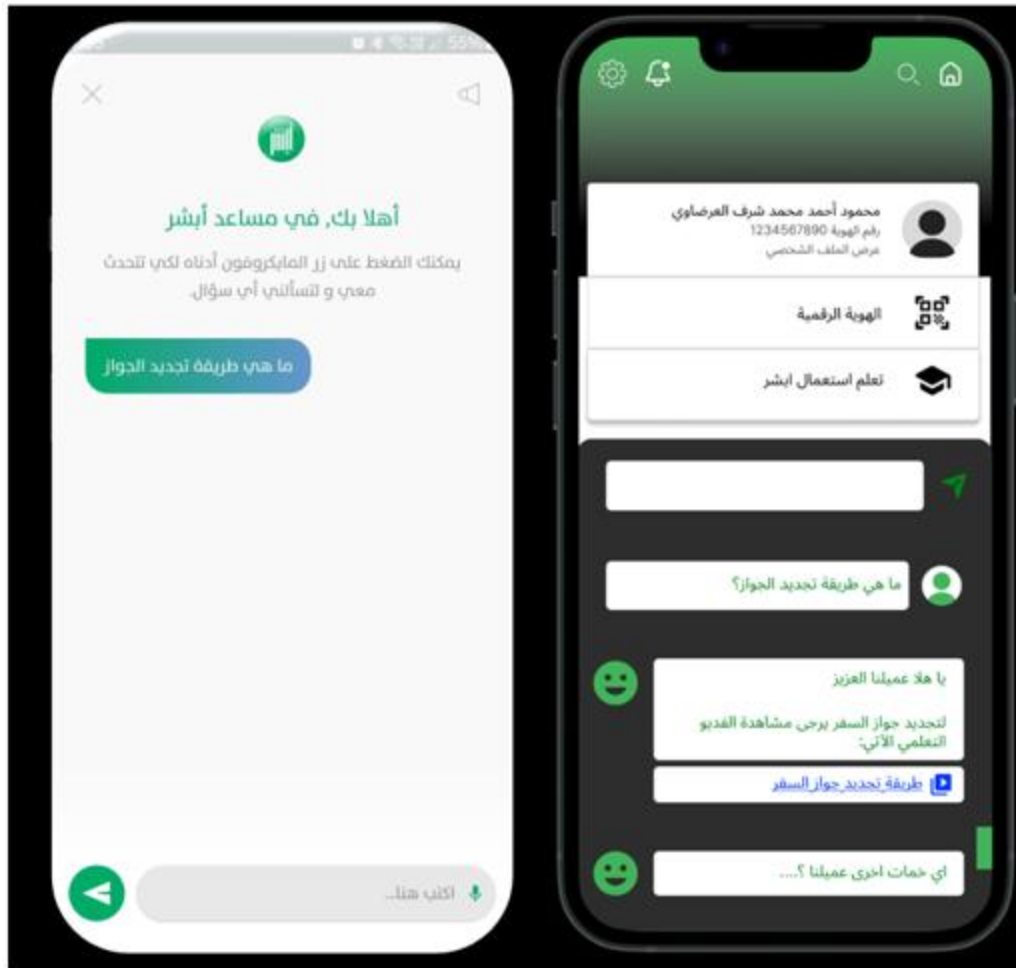 55%
أهلا بك, في مساعد أبشر
يمكنك الضغط على زر المايكروفون أدناه لكي تتحدث
معي و لتسألني أي سؤال.
ما هي طريقة تجديد الجواز
اكتب هنا...
محمود أحمد محمد شرف العرضاوي
رقم الهوية 1234567890
عرض الملف الشخصي
الهوية الرقمية
تعلم استعمال ابشر
ما هي طريقة تجديد الجواز؟
يا هلا عميلنا العزيز
لتجديد جواز السفر يرجى مشاهدة الفديو
التعلمي الآتي:
طريقة تجديد جواز السفر
اي خمات اخرى عميلنا ؟....